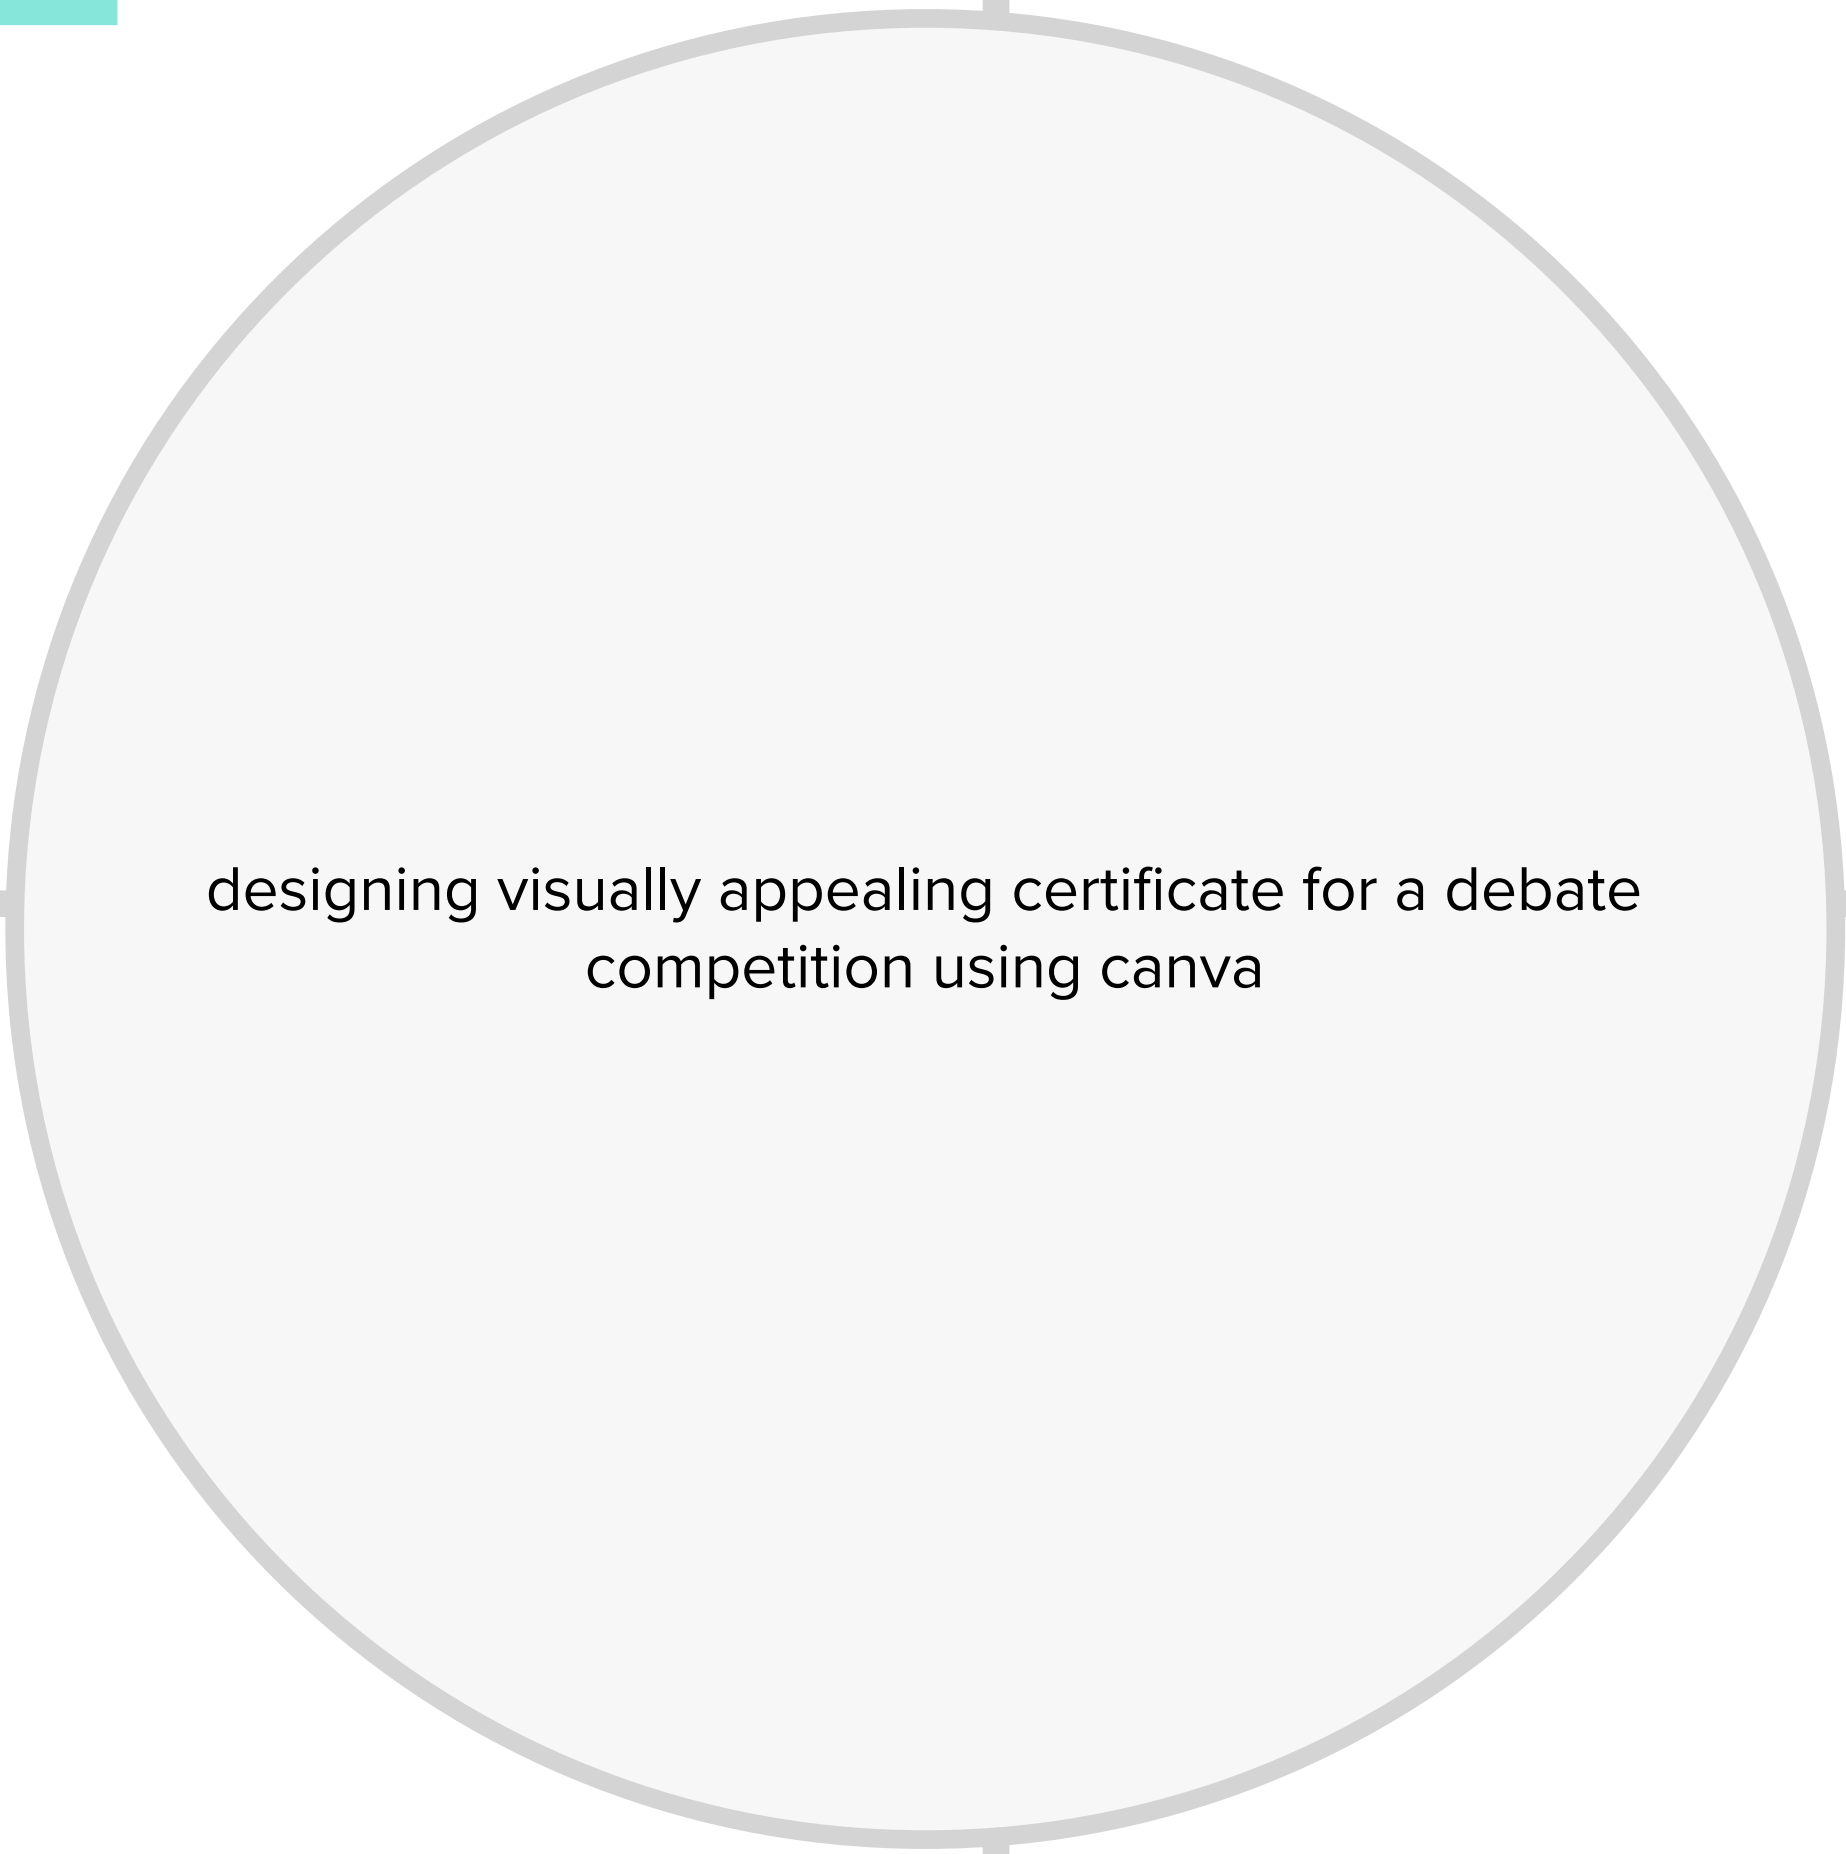 designing visually appealing certificate for a debate
competition using canva